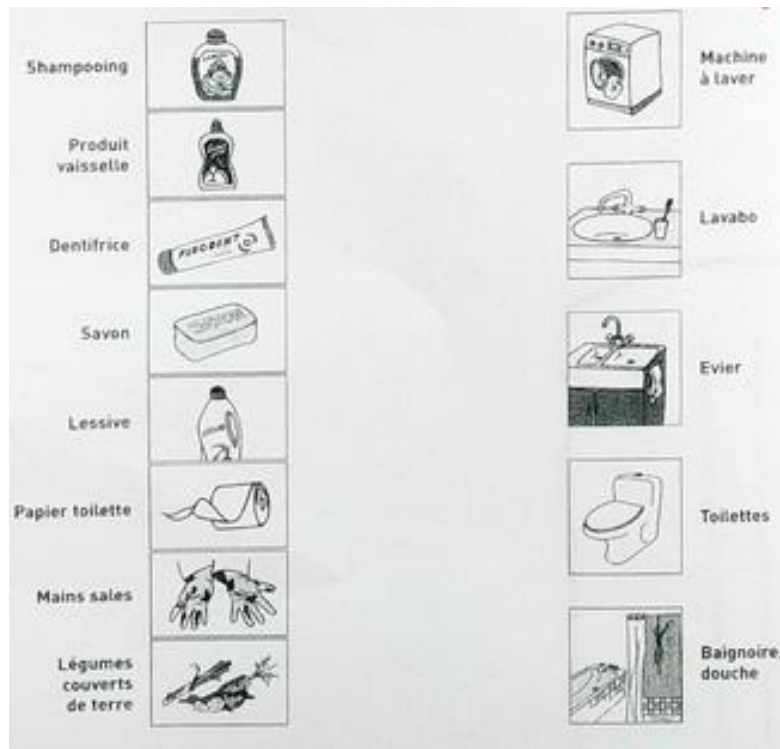 Shampooing
Produit
vaisselle
Dentifrice
Savon
Lessive
Papier toilette
Mains sales
Légumes
couverts
de terre
Machine
à laver
Lavabo
Evier
Toilettes
Baignoire,
douche